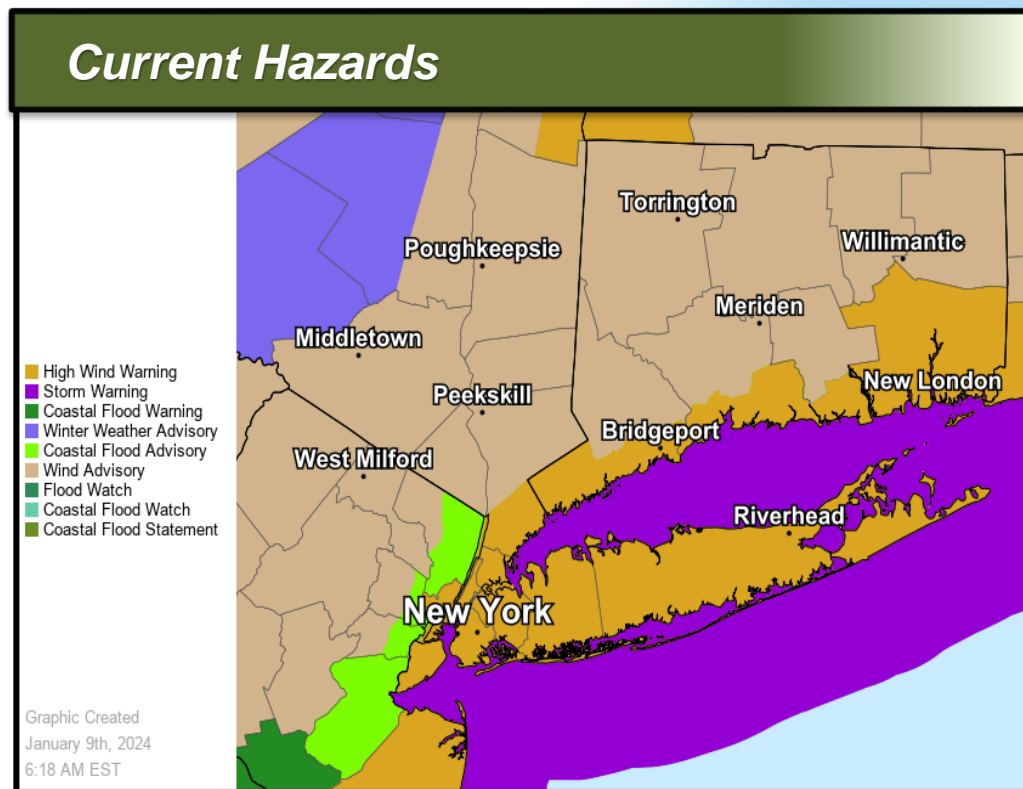 Current Hazards
Torrington
Willimantic
Poughkeepsie
Meriden
Middletown
New London
Peekskill
Bridgeport
West Milford
Riverhead
New York
High Wind Warning
Storm Warning
Coastal Flood Warning
Winter Weather Advisory
Coastal Flood Advisory
Wind Advisory
Flood Watch
Coastal Flood Watch
Coastal Flood Statement
Graphic Created
January 9th, 2024
6:18 AM EST